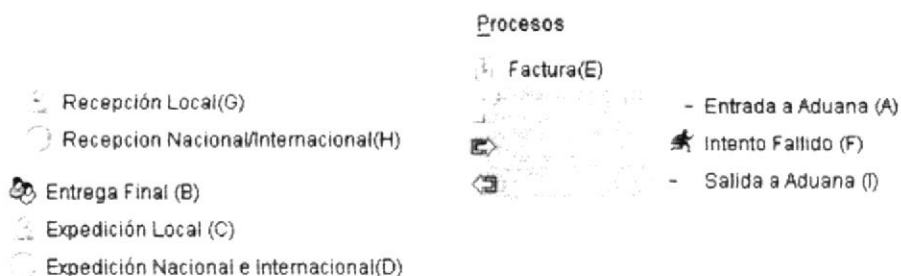 Procesos
Factura(E)
Recepción Local(G)
Recepcion Nacional/Internacional(H)
Entrega Final (B)
Expedición Local (C)
Expedición Nacional e Internacional(D)
- Entrada a Aduana (A)
Intento Fallido (F)
- Salida a Aduana (I)